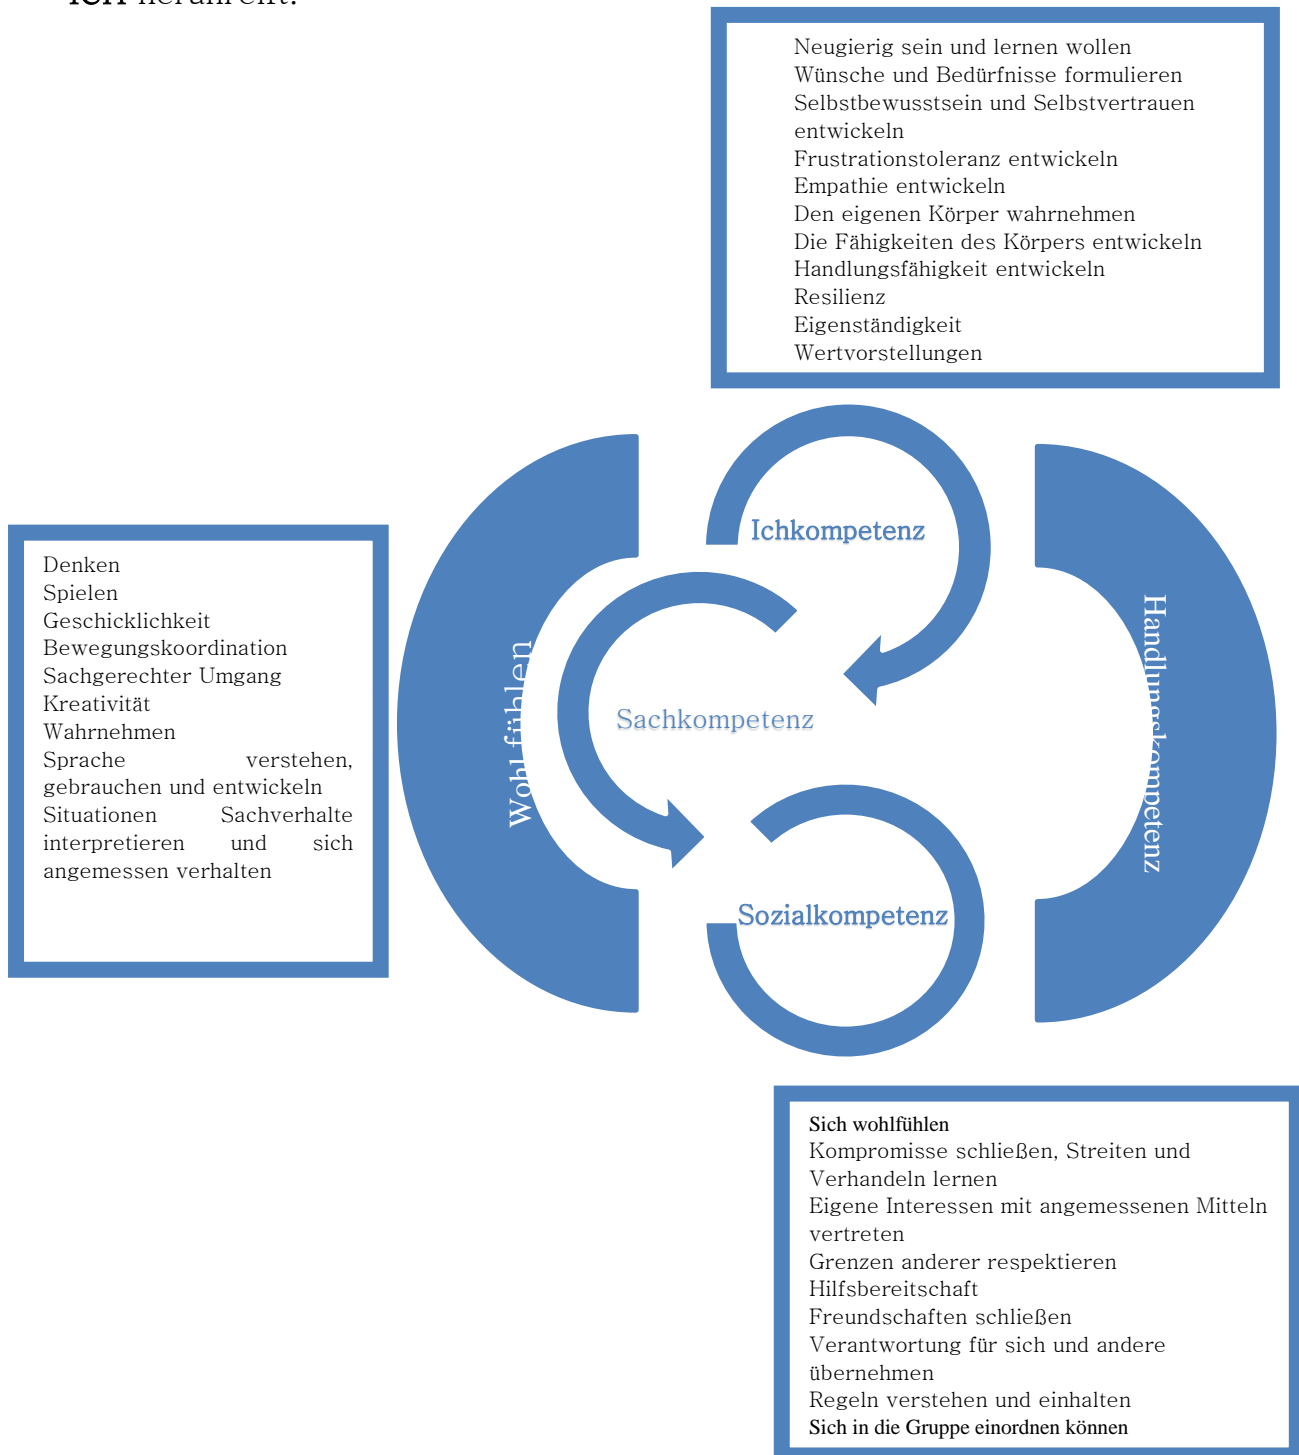 ich heranreift.
Neugierig sein und lernen wollen
Wünsche und Bedürfnisse formulieren
Selbstbewusstsein und Selbstvertrauen
entwickeln
Frustrationstoleranz entwickeln
Empathie entwickeln
Den eigenen Körper wahrnehmen
Die Fähigkeiten des Körpers entwickeln
Handlungsfähigkeit entwickeln
Resilienz
Eigenständigkeit
Wertvorstellungen
Ichkompetenz
Denken
Spielen
Geschicklichkeit
Bewegungskoordination
Sachgerechter Umgang
Kreativität
Wahrnehmen
Sprache verstehen,
gebrauchen und entwickeln
Situationen Sachverhalte
interpretieren und sich
angemessen verhalten
Wohl fühlen
Sachkompetenz
Handlungskompetenz
Sozialkompetenz
Sich wohlfühlen
Kompromisse schließen, Streiten und
Verhandeln lernen
Eigene Interessen mit angemessenen Mitteln
vertreten
Grenzen anderer respektieren
Hilfsbereitschaft
Freundschaften schließen
Verantwortung für sich und andere
übernehmen
Regeln verstehen und einhalten
Sich in die Gruppe einordnen können